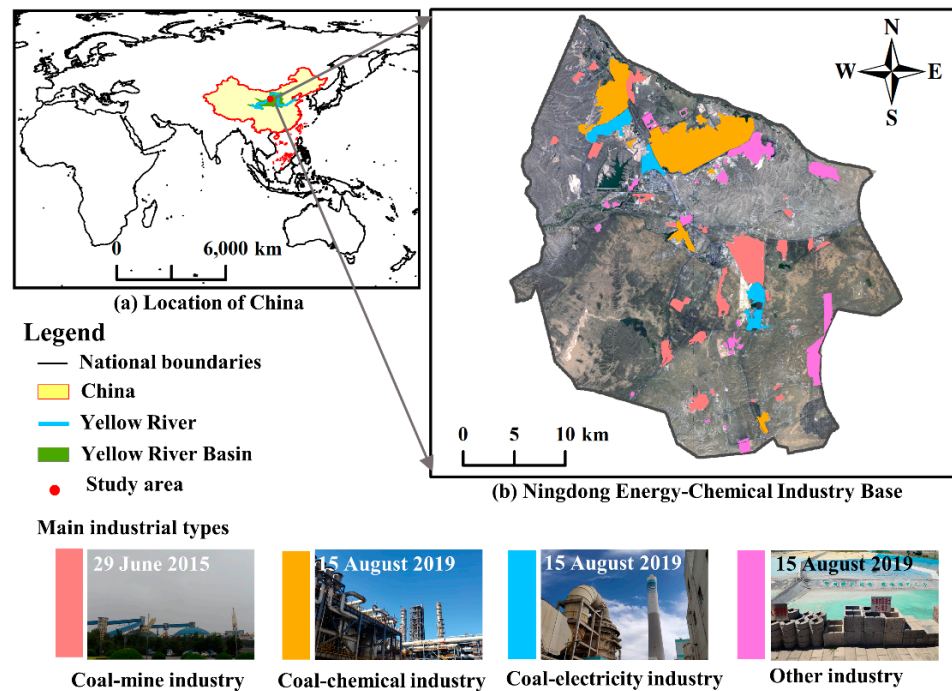 0 6,000 km
(a) Location of China
N
W E
S
0 5 10 km
(b) Ningdong Energy-Chemical Industry Base
Legend
National boundaries
China
Yellow River
Yellow River Basin
Study area
Main industrial types
29 June 2015
15 August 2019
15 August 2019
15 August 2019
Coal-mine industry
Coal-chemical industry
Coal-electricity industry
Other industry